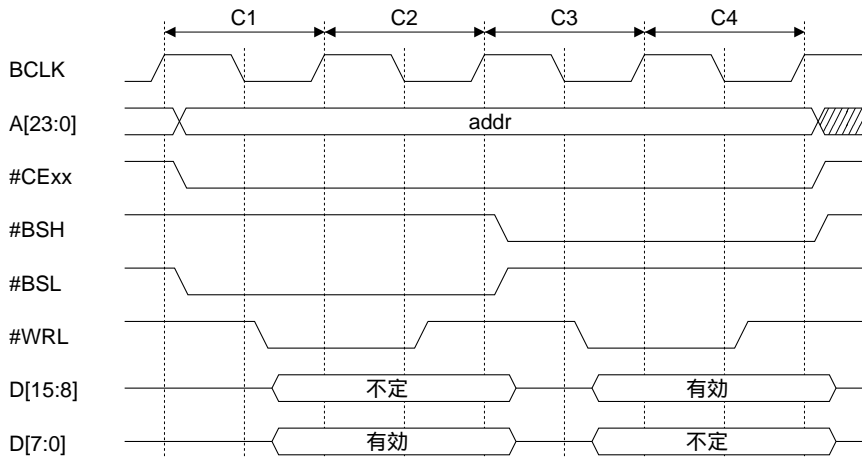 C1 C2 C3 C4
BCLK
A[23:0] addr
#CExx
#BSH
#BSL
#WRL
D[15:8] 不定 有効
D[7:0] 有効 不定